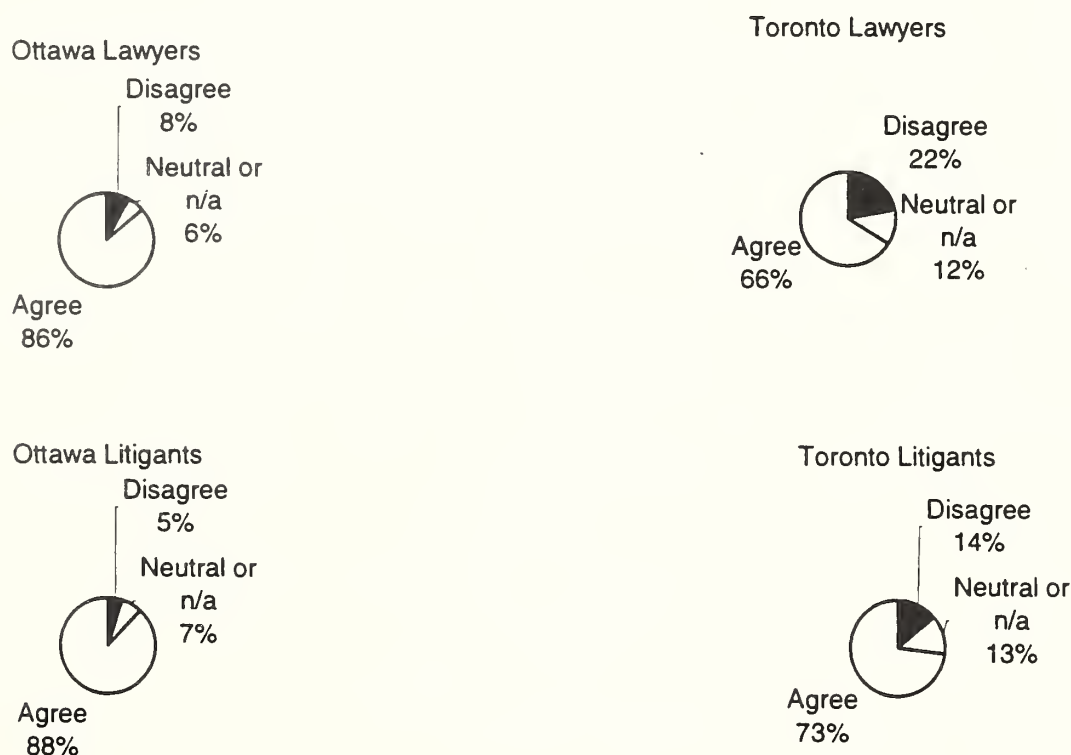 Ottawa Lawyers
Disagree
8%
Neutral or
n/a
6%
Agree
86%
Toronto Lawyers
Disagree
22%
Neutral or
n/a
12%
Agree
66%
Ottawa Litigants
Disagree
5%
Neutral or
n/a
7%
Agree
88%
Toronto Litigants
Disagree
14%
Neutral or
n/a
13%
Agree
73%